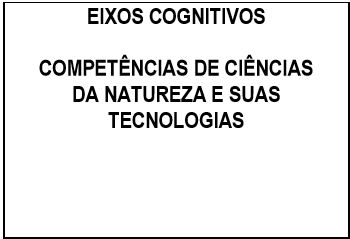 EIXOS COGNITIVOS
COMPETÊNCIAS DE CIÊNCIAS
DA NATUREZA E SUAS
TECNOLOGIAS